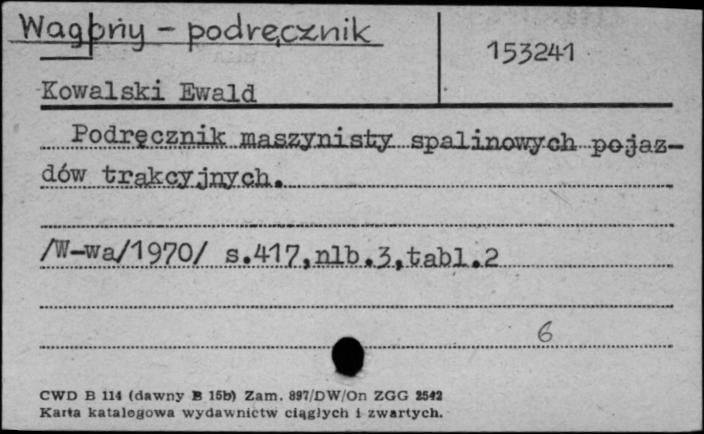 Wagony - podręcznik
153241
Kowalski Ewald
Podręcznik maszynisty spalinowych pojaz-
dów trakcyjnych.
/W-wa/1970/ s.417,nlb.3,tabl.2
6
CWD B 114 (dawny B 15b) Zam. 897/DW/On ZGG 2542
Karta katalogowa wydawnictw ciągłych i zwartych.